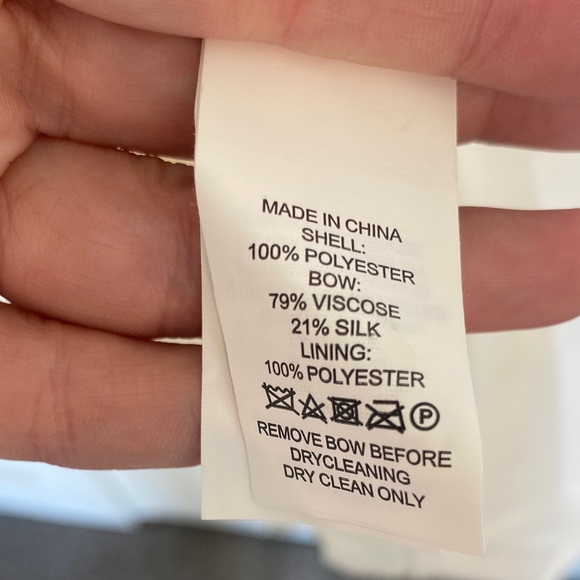 MADE IN CHINA
SHELL:
100% POLYESTER
BOW:
79% VISCOSE
21% SILK
LINING:
100% POLYESTER
P
REMOVE BOW BEFORE
DRYCLEANING
DRY CLEAN ONLY